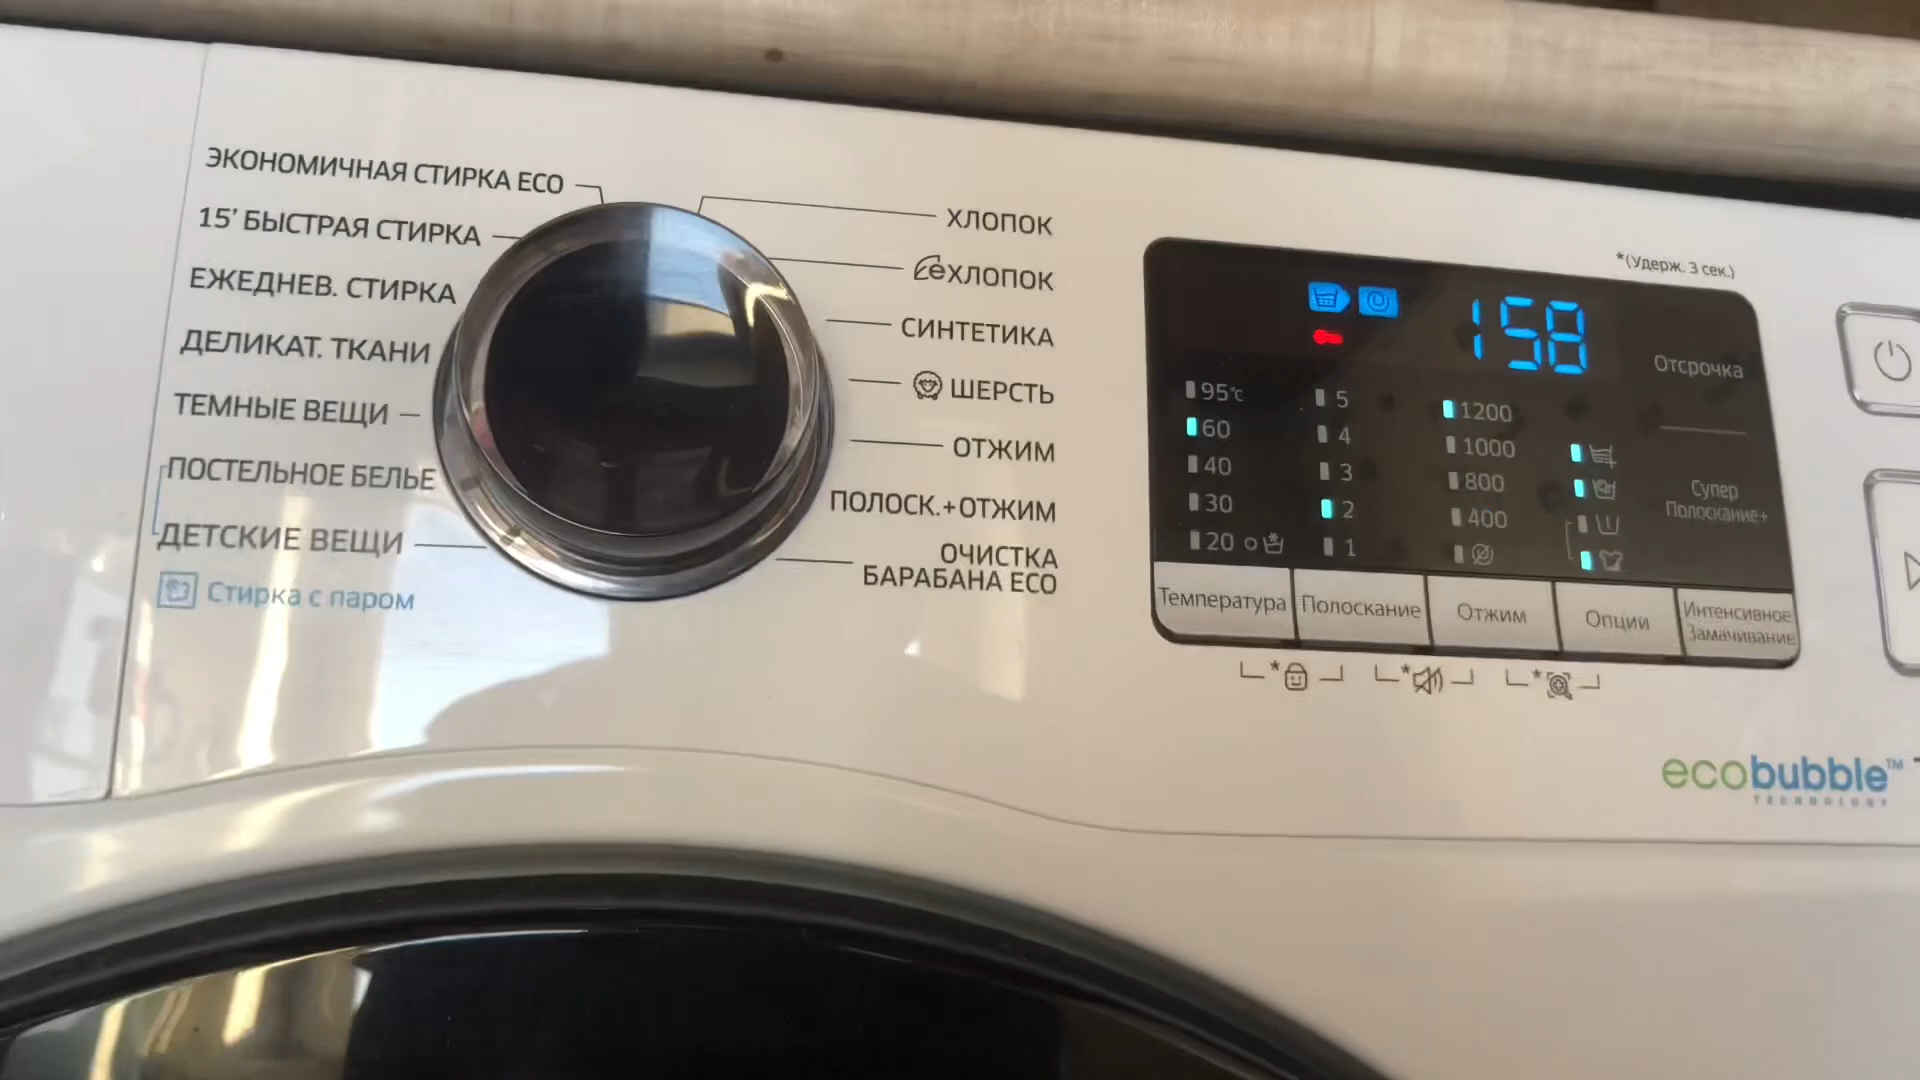 ЭКОНОМИЧНАЯ СТИРКА ECO
15' БЫСТРАЯ СТИРКА
ЕЖЕДНЕВ. СТИРКА
ДЕЛИКАТ. ТКАНИ
ТЕМНЫЕ ВЕЩИ
ПОСТЕЛЬНОЕ БЕЛЬЕ
ДЕТСКИЕ ВЕЩИ
Стирка с паром
ХЛОПОК
eХЛОПОК
СИНТЕТИКА
ШЕРСТЬ
ОТЖИМ
ПОЛОСК.+ОТЖИМ
ОЧИСТКА
БАРАБАНА ECO
*(Удерж. 3 сек.)
158
Отсрочка
95℃
60
40
30
20
5
4
3
2
1
1200
1000
800
400
Супер
Полоскание+
Температура
Полоскание
Отжим
Опции
Интенсивное
Замачивание
*
*
*
ecobubble™
TECHNOLOGY